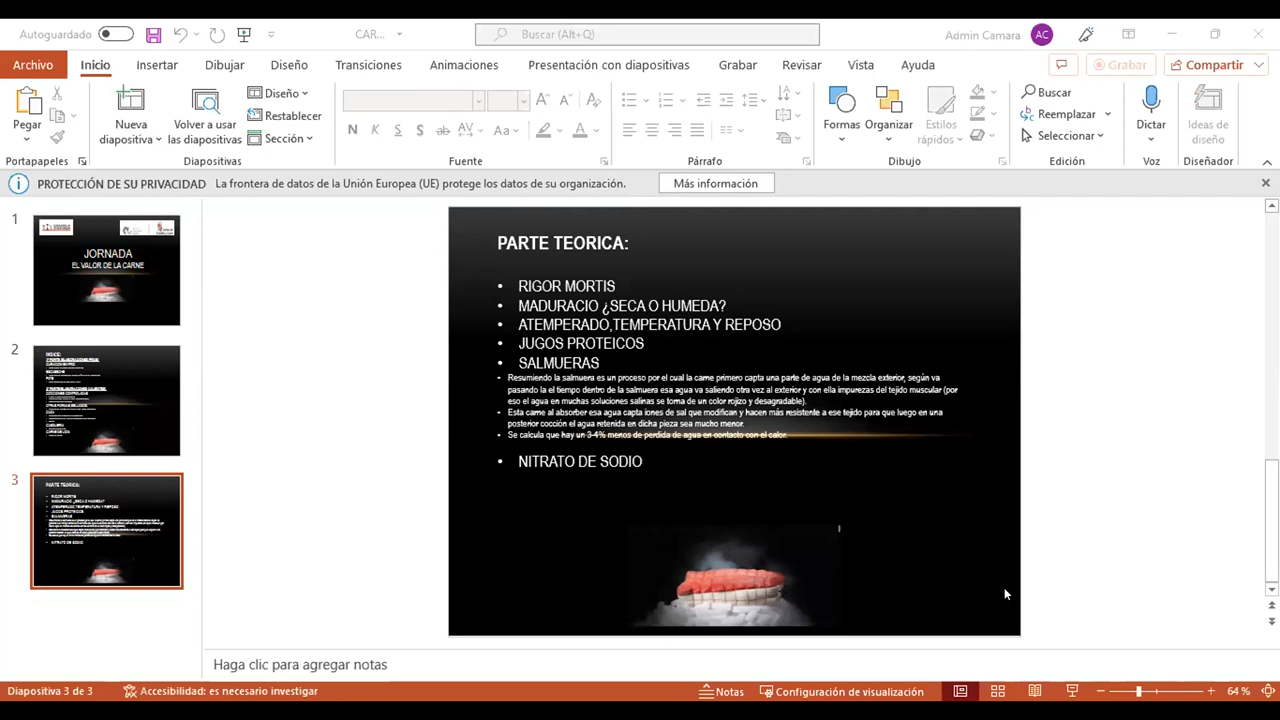 Autoguardado
CAR...
Buscar (Alt+Q)
Admin Camara
AC
Archivo
Inicio
Insertar
Dibujar
Diseño
Transiciones
Animaciones
Presentación con diapositivas
Grabar
Revisar
Vista
Ayuda
Grabar
Compartir
Pegar
Nueva diapositiva
Volver a usar las diapositivas
Diseño
Restablecer
Sección
N K S ab AV Aa A
Formas
Organizar
Estilos rápidos
Buscar
Reemplazar
Seleccionar
Dictar
Ideas de diseño
Portapapeles
Diapositivas
Fuente
Párrafo
Dibujo
Edición
Voz
Diseñador
PROTECCIÓN DE SU PRIVACIDAD La frontera de datos de la Unión Europea (UE) protege los datos de su organización.
Más información
1
JORNADA
EL VALOR DE LA CARNE
2
3
PARTE TEORICA:
• RIGOR MORTIS
• MADURACIO ¿SECA O HUMEDA?
• ATEMPERADO,TEMPERATURA Y REPOSO
• JUGOS PROTEICOS
• SALMUERAS
• Resumiendo la salmuera es un proceso por el cual la carne primero capta una parte de agua de la mezcla exterior, según va
pasando la el tiempo dentro de la salmuera esa agua va saliendo otra vez al exterior y con ella impurezas del tejido muscular (por
eso el agua en muchas soluciones salinas se torna de un color rojizo y desagradable).
• Esta carne al absorber esa agua capta iones de sal que modifican y hacen más resistente a ese tejido para que luego en una
posterior cocción el agua retenida en dicha pieza sea mucho menor.
• Se calcula que hay un 3-4% menos de perdida de agua en contacto con el calor.
• NITRATO DE SODIO
Haga clic para agregar notas
Diapositiva 3 de 3
Accesibilidad: es necesario investigar
Notas
Configuración de visualización
64 %